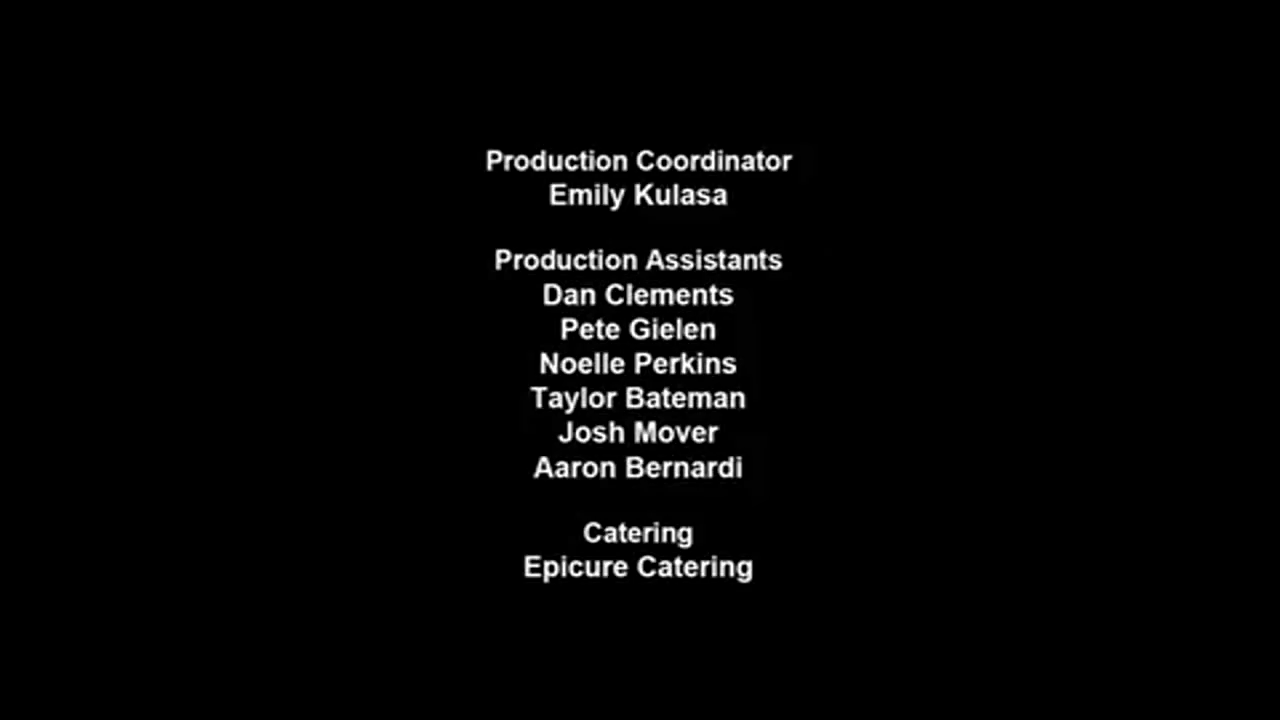 Production Coordinator
Emily Kulasa
Production Assistants
Dan Clements
Pete Gielen
Noelle Perkins
Taylor Bateman
Josh Mover
Aaron Bernardi
Catering
Epicure Catering